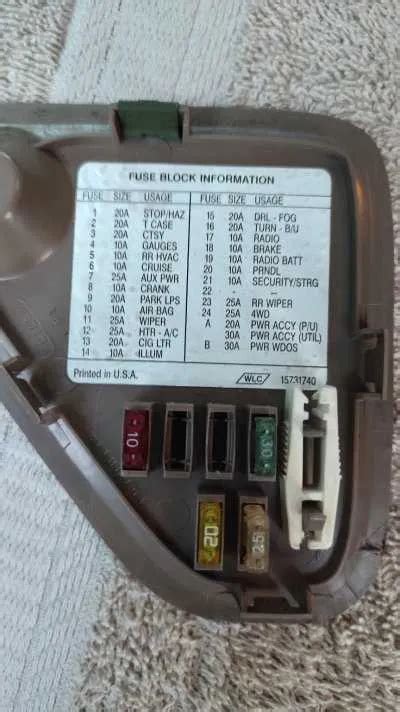 FUSE BLOCK INFORMATION
FUSE SIZE USAGE FUSE SIZE USAGE
1 20A STOP/HAZ 15 20A DRL - FOG
2 20A T CASE 16 20A TURN - B/U
3 20A CTSY 17 10A RADIO
4 10A GAUGES 18 10A BRAKE
5 10A RR HVAC 19 10A RADIO BATT
6 10A CRUISE 20 10A PRNDL
7 25A AUX PWR 21 10A SECURITY/STRG
8 10A CRANK 22 - -
9 20A PARK LPS 23 25A RR WIPER
10 10A AIR BAG 24 25A 4WD
11 25A WIPER A 20A PWR ACCY (P/U)
12 25A HTR - A/C 30A PWR ACCY (UTIL)
13 20A CIG LTR B 30A PWR WDOS
14 10A ILLUM
Printed in U.S.A. WLC 15731740
10 30
20 25